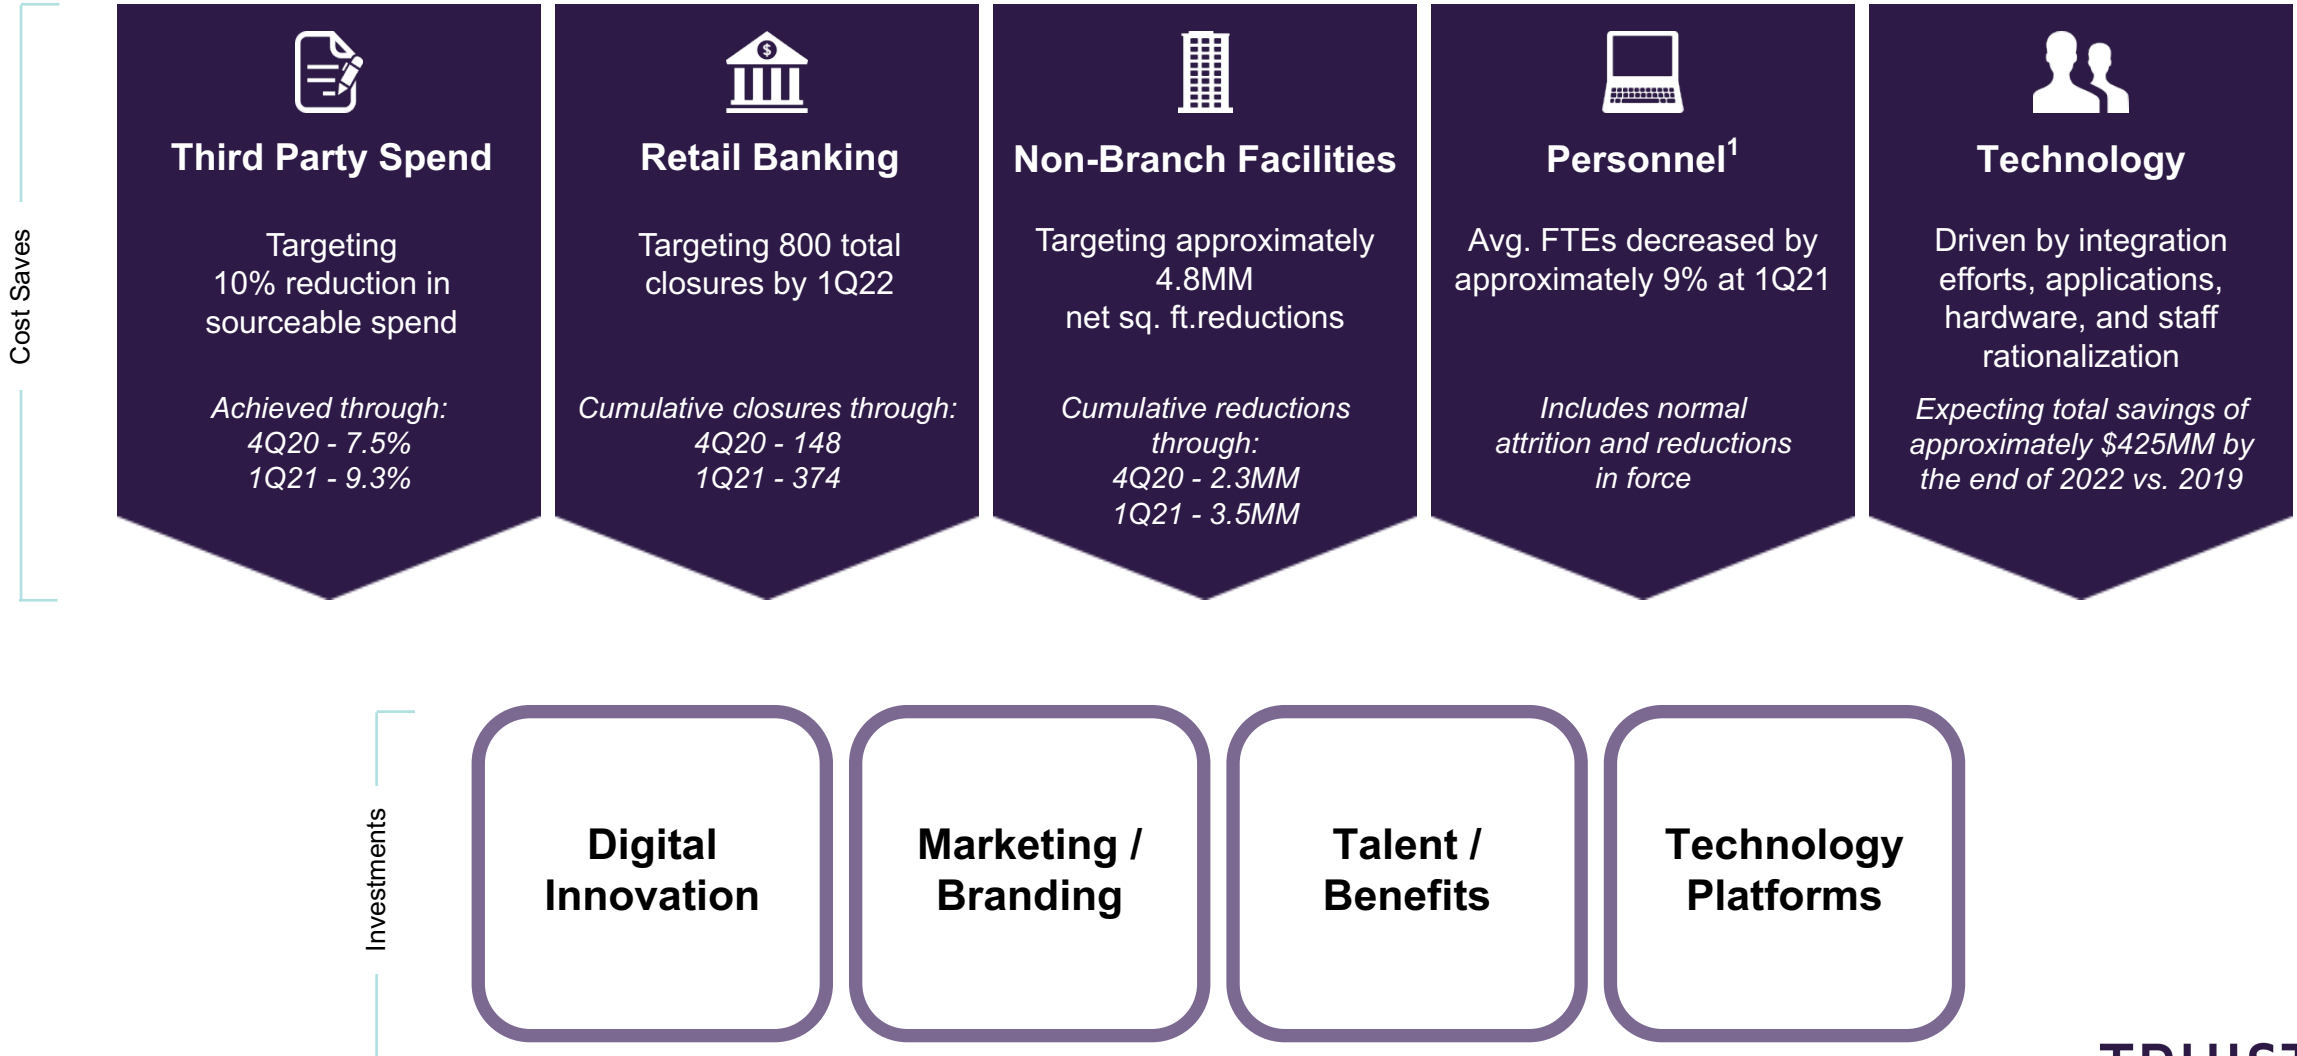 Cost Saves
Third Party Spend
Targeting
10% reduction in
sourceable spend
Achieved through:
4Q20 - 7.5%
1Q21 - 9.3%
$
Retail Banking
Targeting 800 total
closures by 1Q22
Cumulative closures through:
4Q20 - 148
1Q21 - 374
Non-Branch Facilities
Targeting approximately
4.8MM
net sq. ft.reductions
Cumulative reductions
through:
4Q20 - 2.3MM
1Q21 - 3.5MM
Personnel1
Avg. FTEs decreased by
approximately 9% at 1Q21
Includes normal
attrition and reductions
in force
Technology
Driven by integration
efforts, applications,
hardware, and staff
rationalization
Expecting total savings of
approximately $425MM by
the end of 2022 vs. 2019
Investments
Digital
Innovation
Marketing /
Branding
Talent /
Benefits
Technology
Platforms